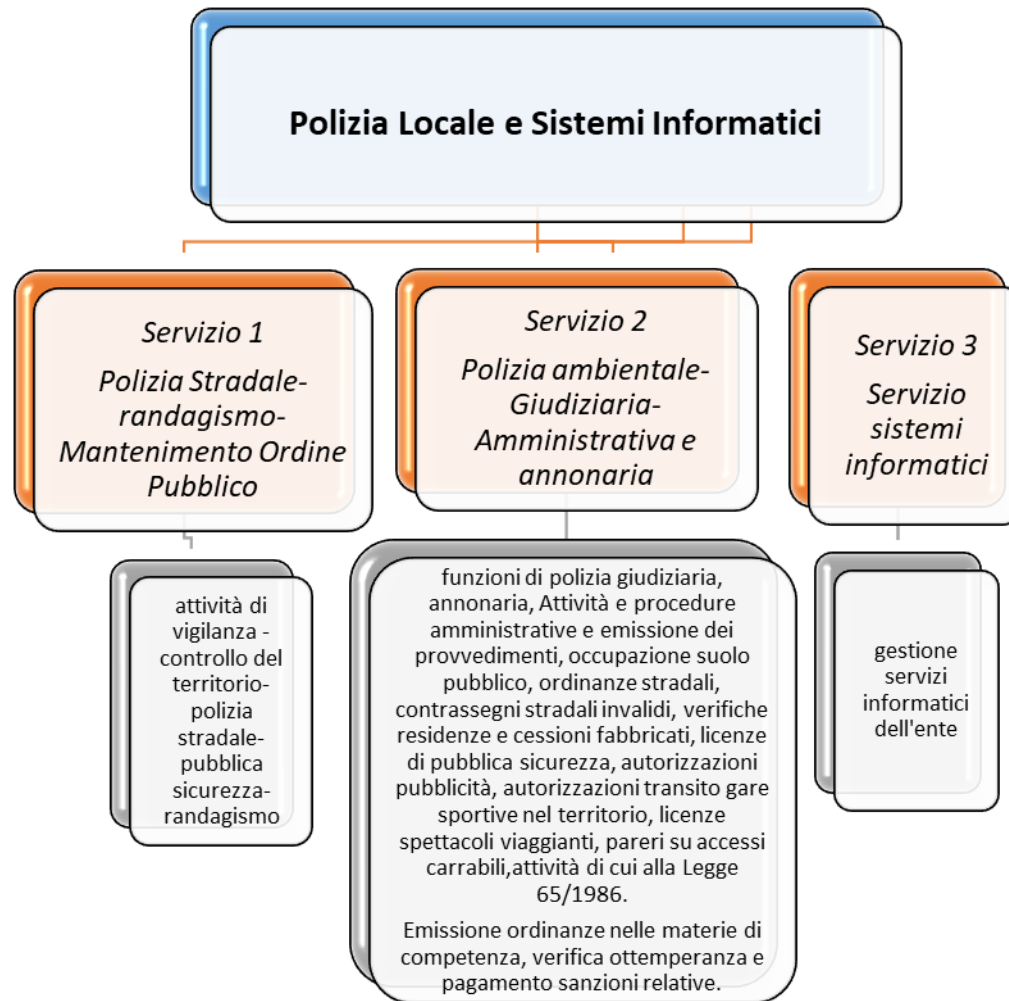 Polizia Locale e Sistemi Informatici
Servizio 1
Polizia Stradale-
randagismo-
Mantenimento Ordine
Pubblico
Servizio 2
Polizia ambientale-
Giudiziaria-
Amministrativa e
annonaria
Servizio 3
Servizio
sistemi
informatici
attività di
vigilanza -
controllo del
territorio-
polizia
stradale-
pubblica
sicurezza-
randagismo
funzioni di polizia giudiziaria,
annonaria, Attività e procedure
amministrative e emissione dei
provvedimenti, occupazione suolo
pubblico, ordinanze stradali,
contrassegni stradali invalidi, verifiche
residenze e cessioni fabbricati, licenze
di pubblica sicurezza, autorizzazioni
pubblicità, autorizzazioni transito gare
sportive nel territorio, licenze
spettacoli viaggianti, pareri su accessi
carrabili,attività di cui alla Legge
65/1986.
Emissione ordinanze nelle materie di
competenza, verifica ottemperanza e
pagamento sanzioni relative.
gestione
servizi
informatici
dell'ente